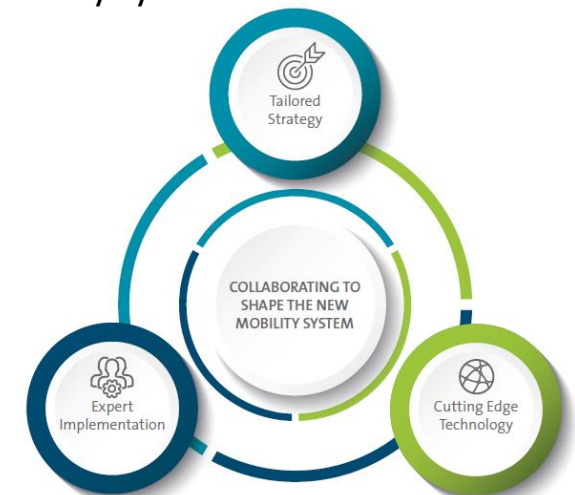 Tailored
Strategy
COLLABORATING TO
SHAPE THE NEW
MOBILITY SYSTEM
Expert
Implementation
Cutting Edge
Technology